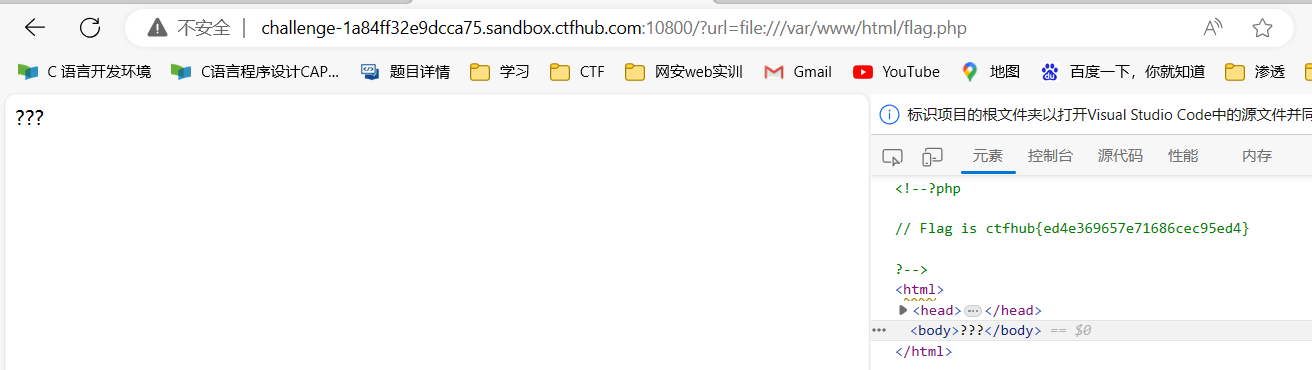 不安全 | challenge-1a84ff32e9dcca75.sandbox.ctfhub.com:10800/?url=file:///var/www/html/flag.php
C 语言开发环境 C语言程序设计CAP... 题目详情 学习 CTF 网安web实训 Gmail YouTube 地图 百度一下，你就知道 渗透
???
标识项目的根文件夹以打开Visual Studio Code中的源文件并同
元素 控制台 源代码 性能 内存
<!--?php
// Flag is ctfhub{ed4e369657e71686cec95ed4}
?-->
<html>
<head>…</head>
<body>???</body> == $0
</html>